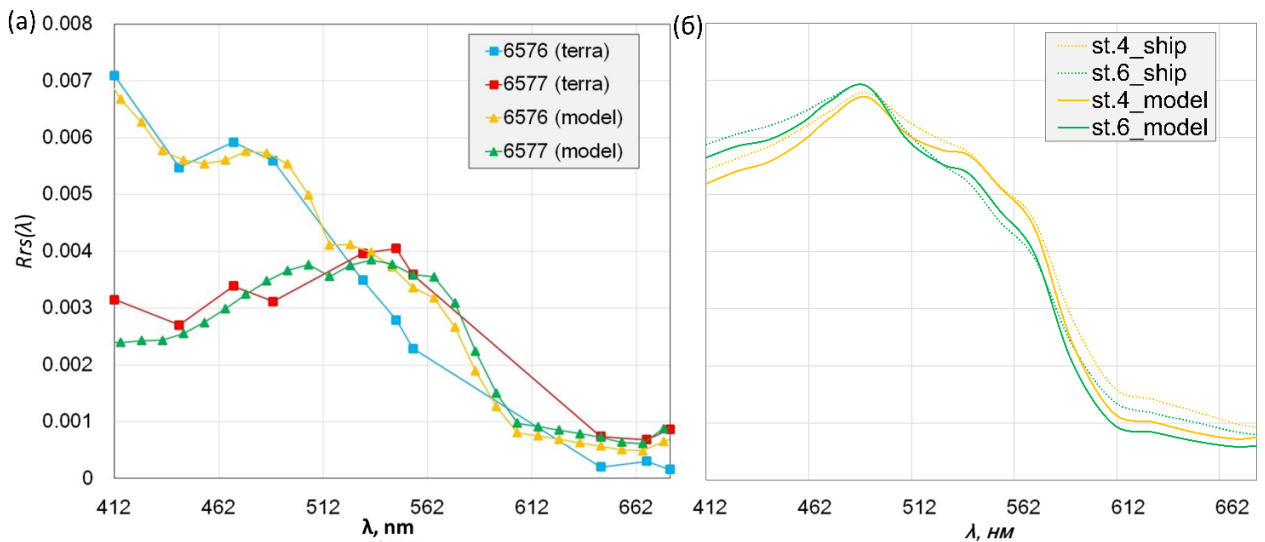 (a)
0.008
0.007
0.006
0.005
0.004
0.003
0.002
0.001
0
Rrs(λ)
6576 (terra)
6577 (terra)
6576 (model)
6577 (model)
412 462 512 562 612 662
λ, nm
(б)
st.4_ship
st.6_ship
st.4_model
st.6_model
412 462 512 562 612 662
λ, нм